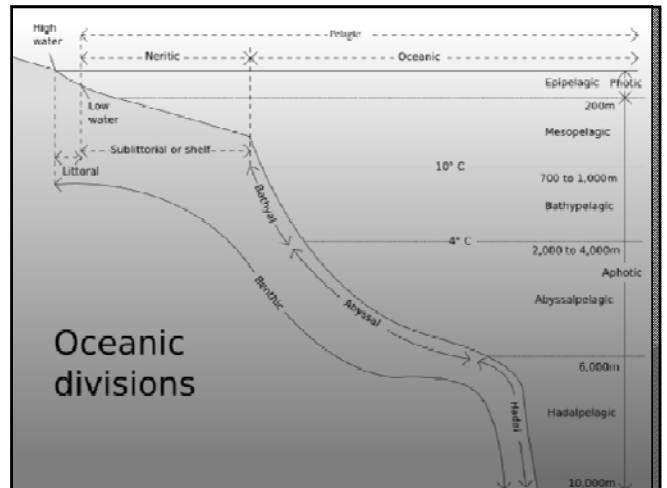 High
water
Pelagic
Neritic
Oceanic
Epipelagic
Photic
Low
water
200m
Mesopelagic
Sublittorial or shelf
Littoral
10° C
700 to 1,000m
Bathypelagic
Bathyal
4° C
2,000 to 4,000m
Aphotic
Benthic
Abyssal
Abyssalpelagic
Oceanic
divisions
6,000m
Hadal
Hadalpelagic
10,000m